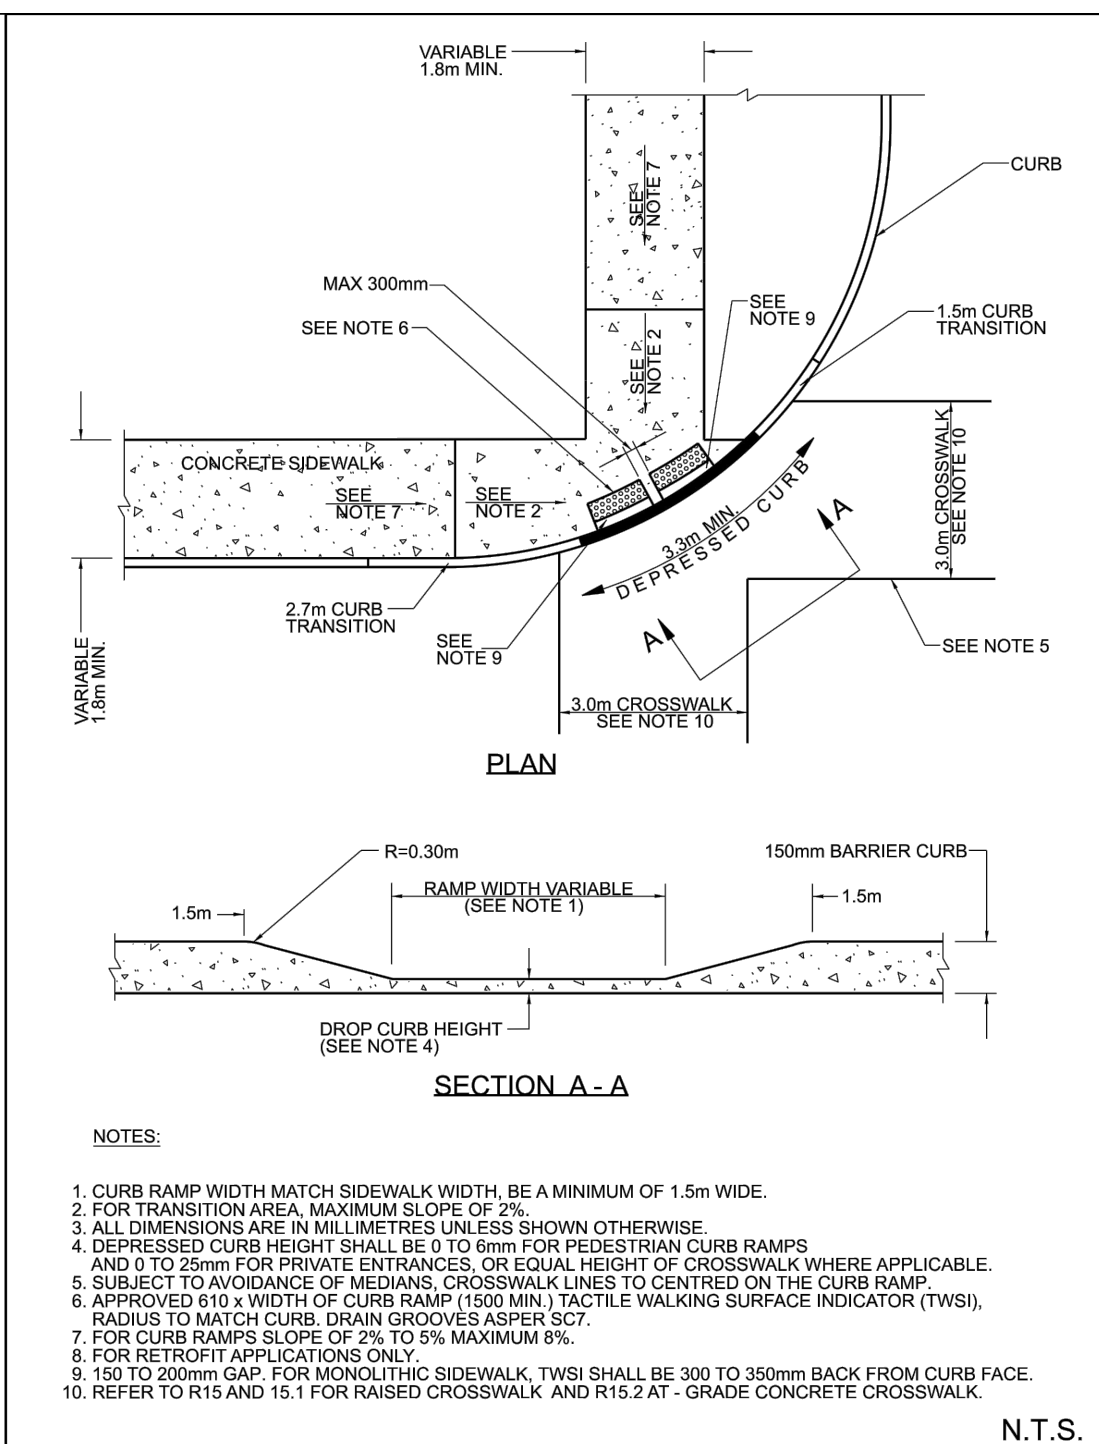 VARIABLE
1.8m MIN.
CURB
SEE
NOTE 7
MAX 300mm
SEE NOTE 6
SEE
NOTE 9
1.5m CURB
TRANSITION
SEE
NOTE 2
CONCRETE SIDEWALK
SEE
NOTE 7
SEE
NOTE 2
3.3m MIN.
DEPRESSED CURB
A
3.0m CROSSWALK
SEE NOTE 10
2.7m CURB
TRANSITION
SEE
NOTE 9
A
SEE NOTE 5
VARIABLE
1.8m MIN.
3.0m CROSSWALK
SEE NOTE 10
PLAN
R=0.30m
150mm BARRIER CURB
RAMP WIDTH VARIABLE
(SEE NOTE 1)
1.5m
1.5m
DROP CURB HEIGHT
(SEE NOTE 4)
SECTION A - A
NOTES:
1. CURB RAMP WIDTH MATCH SIDEWALK WIDTH, BE A MINIMUM OF 1.5m WIDE.
2. FOR TRANSITION AREA, MAXIMUM SLOPE OF 2%.
3. ALL DIMENSIONS ARE IN MILLIMETRES UNLESS SHOWN OTHERWISE.
4. DEPRESSED CURB HEIGHT SHALL BE 0 TO 6mm FOR PEDESTRIAN CURB RAMPS
AND 0 TO 25mm FOR PRIVATE ENTRANCES, OR EQUAL HEIGHT OF CROSSWALK WHERE APPLICABLE.
5. SUBJECT TO AVOIDANCE OF MEDIANS, CROSSWALK LINES TO CENTRED ON THE CURB RAMP.
6. APPROVED 610 x WIDTH OF CURB RAMP (1500 MIN.) TACTILE WALKING SURFACE INDICATOR (TWSI),
RADIUS TO MATCH CURB. DRAIN GROOVES ASPER SC7.
7. FOR CURB RAMPS SLOPE OF 2% TO 5% MAXIMUM 8%.
8. FOR RETROFIT APPLICATIONS ONLY.
9. 150 TO 200mm GAP. FOR MONOLITHIC SIDEWALK, TWSI SHALL BE 300 TO 350mm BACK FROM CURB FACE.
10. REFER TO R15 AND 15.1 FOR RAISED CROSSWALK AND R15.2 AT - GRADE CONCRETE CROSSWALK.
N.T.S.